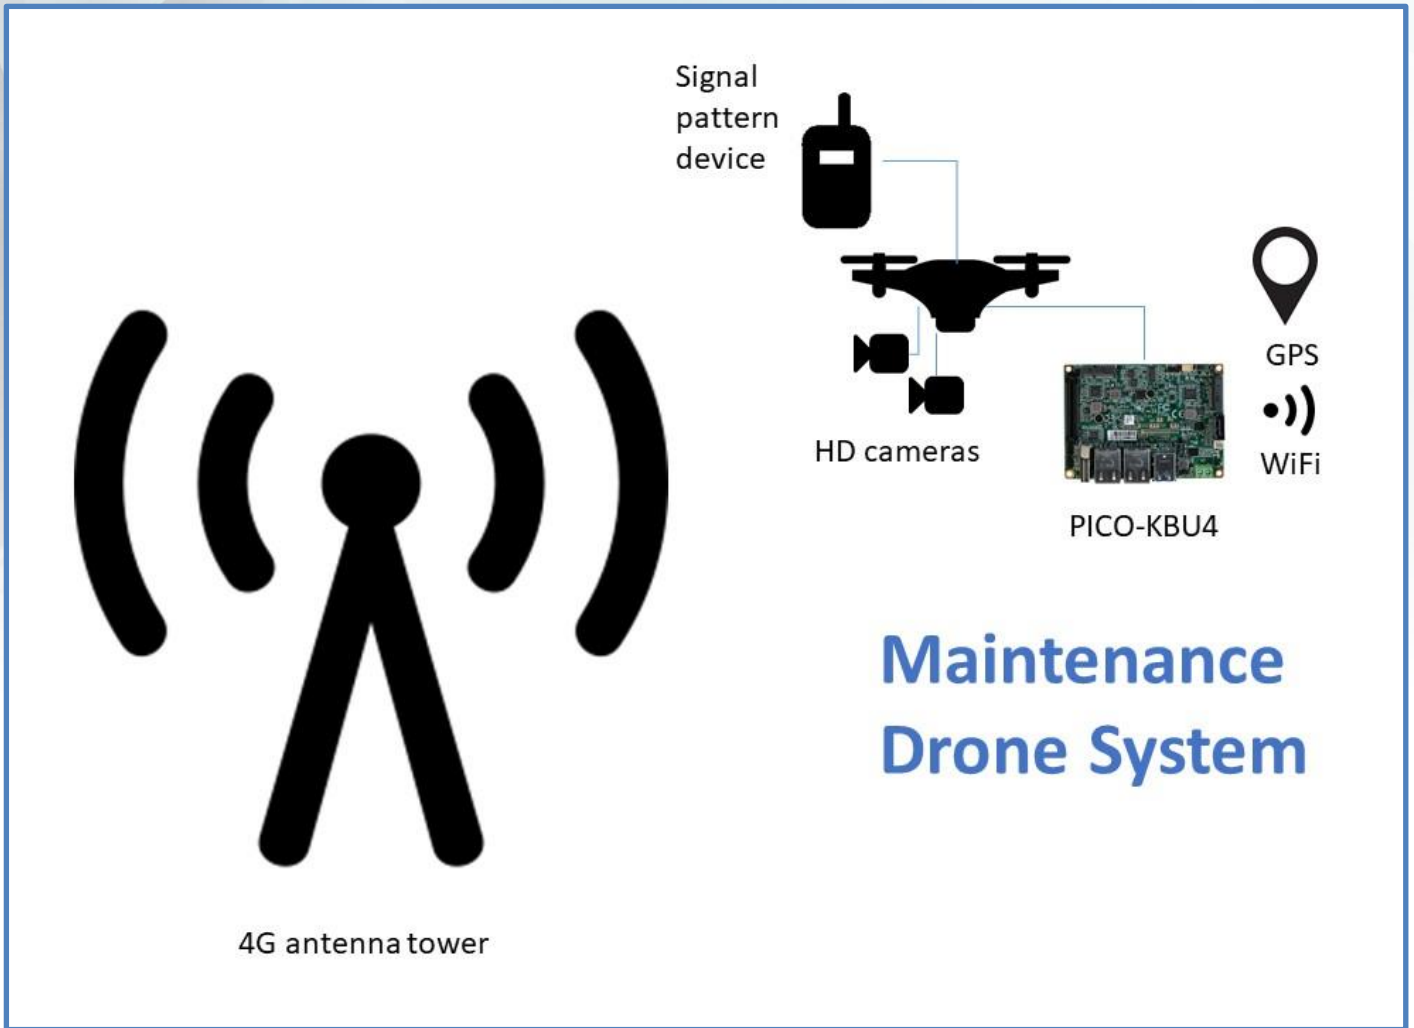 Signal
pattern
device
GPS
HD cameras
WiFi
PICO-KBU4
Maintenance
Drone System
4G antenna tower